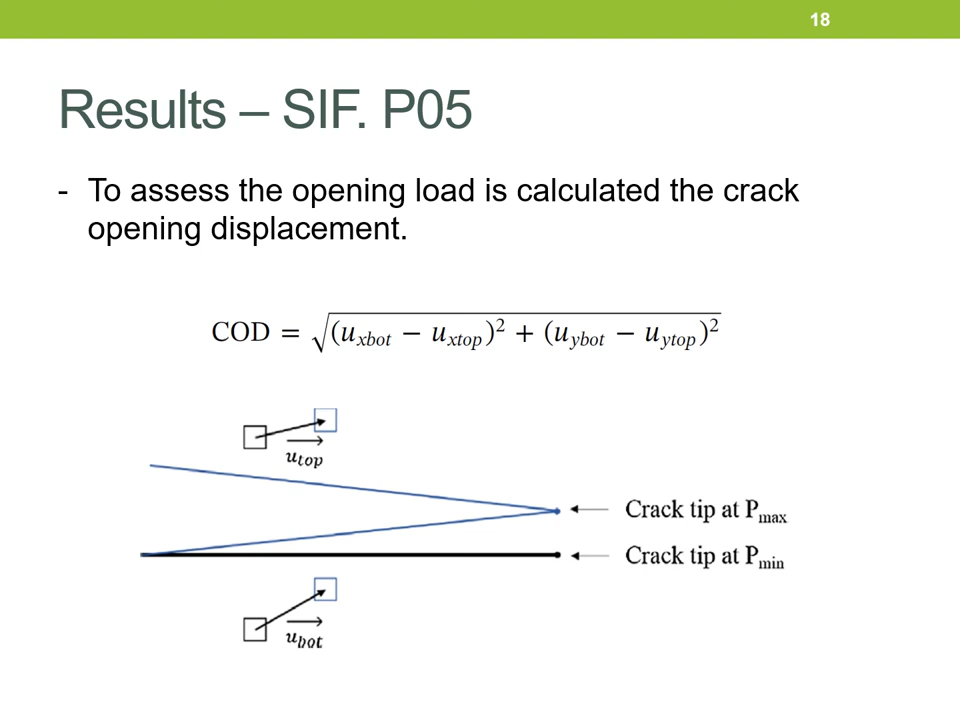 18
Results – SIF. P05
- To assess the opening load is calculated the crack
opening displacement.
COD = √(u_xbot − u_xtop)² + (u_ybot − u_ytop)²
u_top
Crack tip at P_max
Crack tip at P_min
u_bot